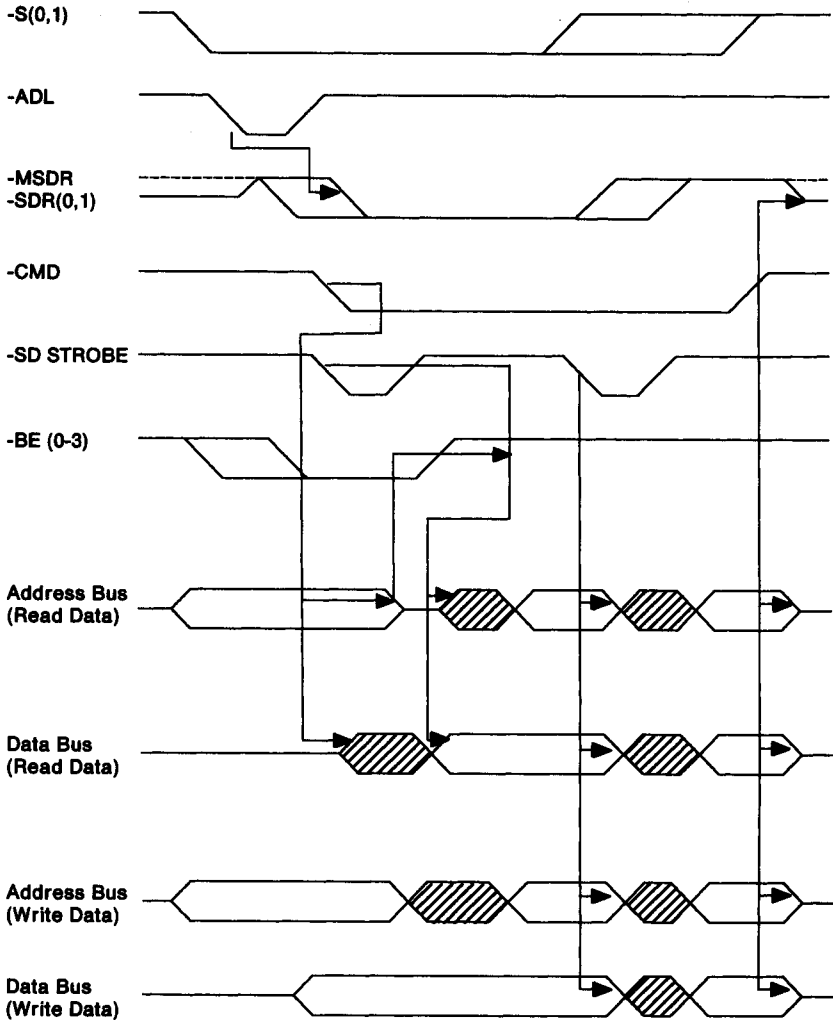 -S(0,1)
-ADL
-MSDR
-SDR(0,1)
-CMD
-SD STROBE
-BE (0-3)
Address Bus
(Read Data)
Data Bus
(Read Data)
Address Bus
(Write Data)
Data Bus
(Write Data)